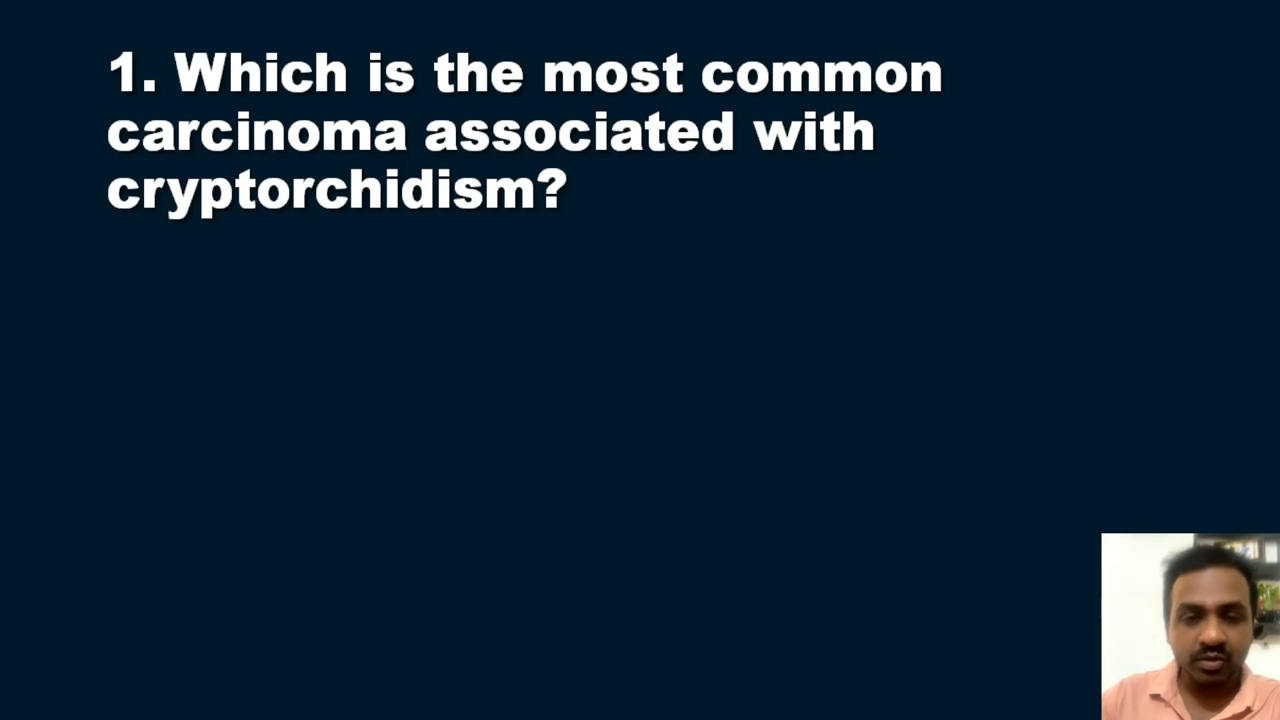 1. Which is the most common
carcinoma associated with
cryptorchidism?